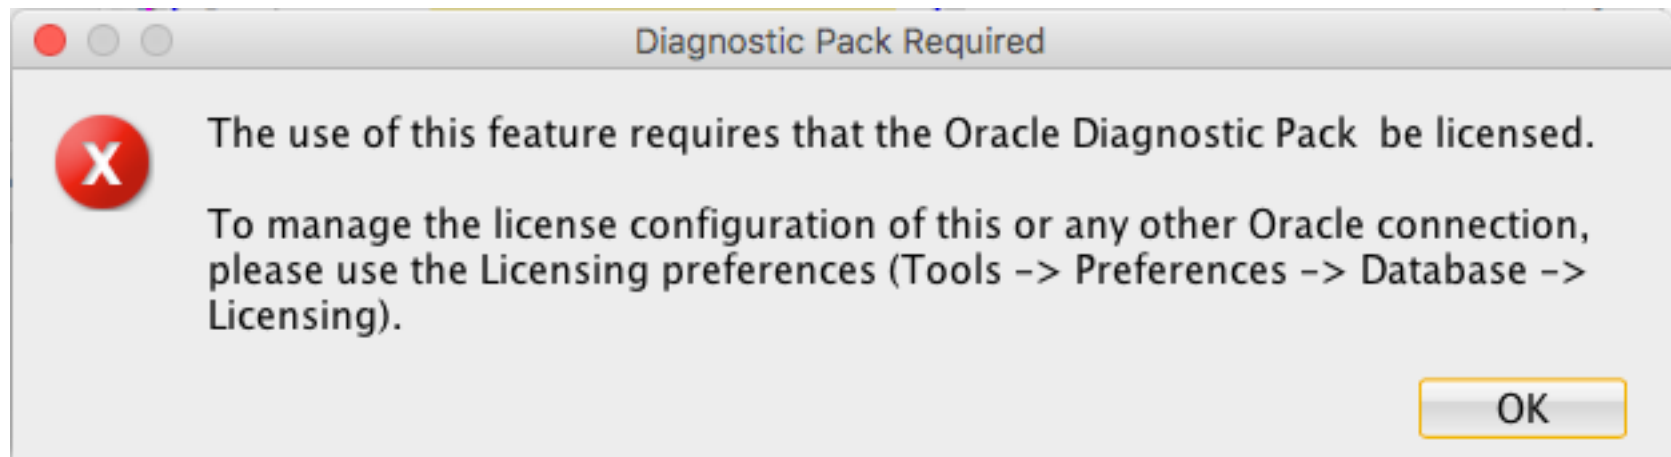 Diagnostic Pack Required
The use of this feature requires that the Oracle Diagnostic Pack  be licensed.
To manage the license configuration of this or any other Oracle connection,
please use the Licensing preferences (Tools -> Preferences -> Database ->
Licensing).
OK